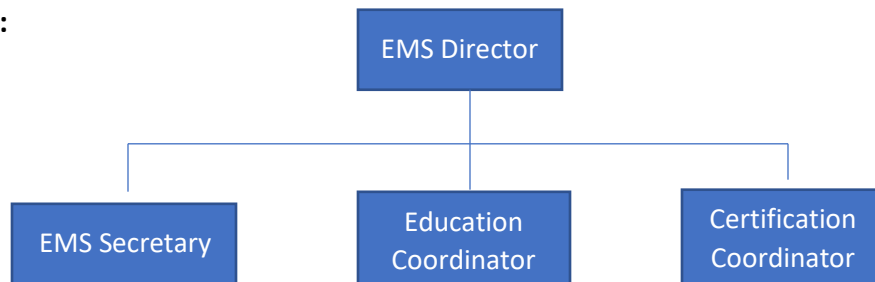 :
EMS Director
EMS Secretary
Education
Coordinator
Certification
Coordinator